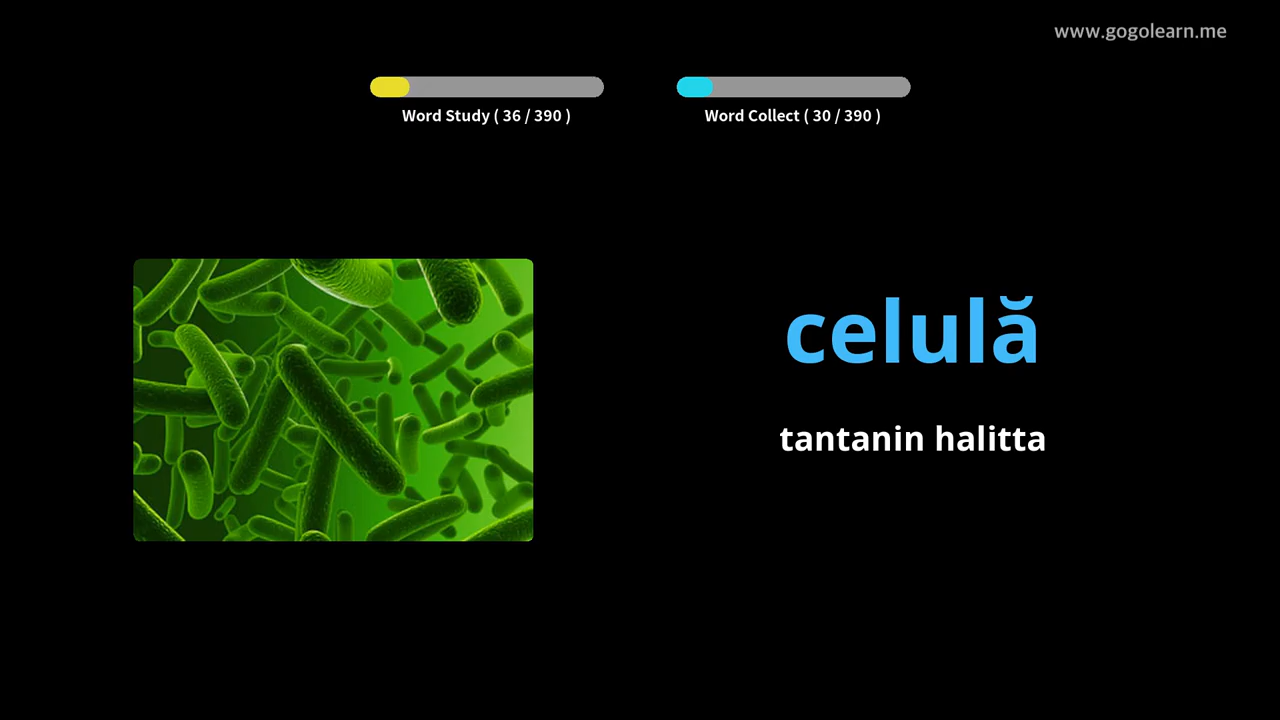 www.gogolearn.me
Word Study ( 36 / 390 )
Word Collect ( 30 / 390 )
celulă
tantanin halitta